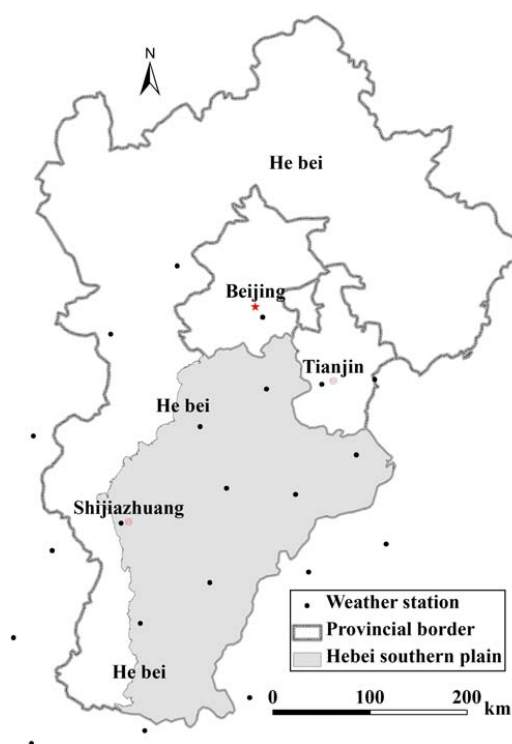 N
He bei
Beijing
Tianjin
He bei
Shijiazhuang
Weather station
Provincial border
Hebei southern plain
He bei
0 100 200
km